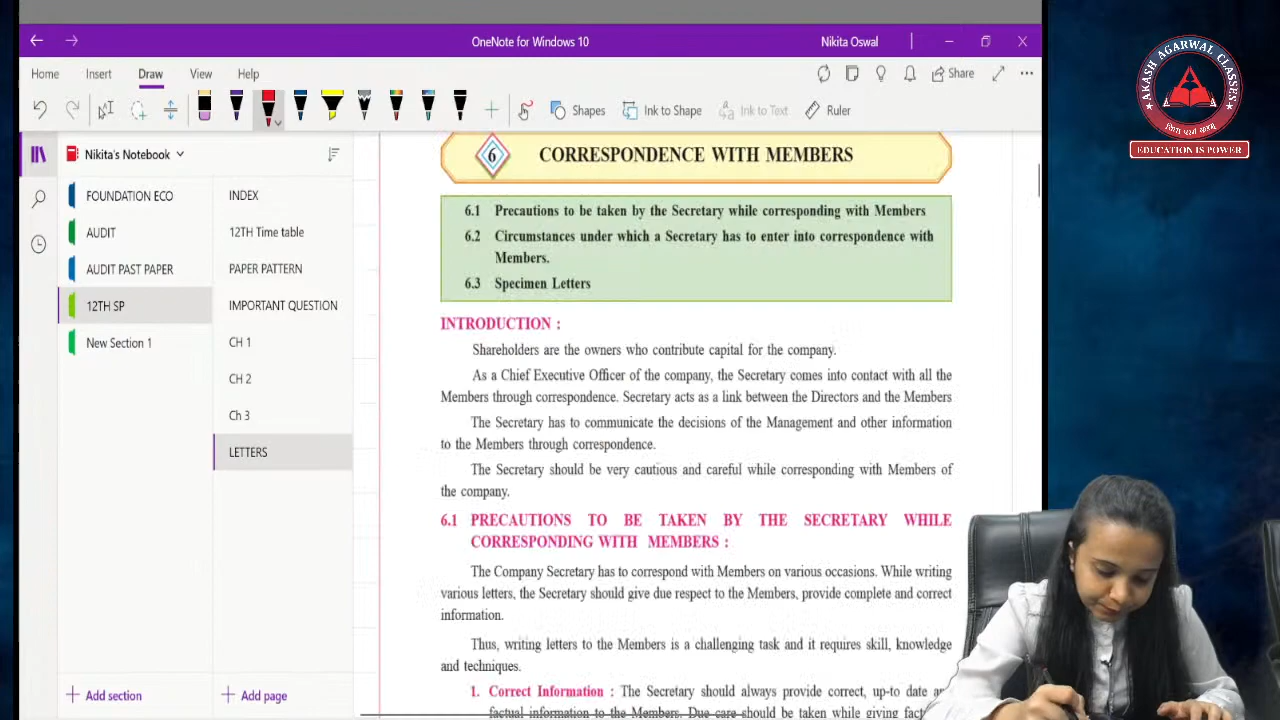 OneNote for Windows 10
Nikita Oswal
Home Insert Draw View Help
Share
Shapes Ink to Shape Ink to Text Ruler
Nikita's Notebook
FOUNDATION ECO
AUDIT
AUDIT PAST PAPER
12TH SP
New Section 1
Add section
INDEX
12TH Time table
PAPER PATTERN
IMPORTANT QUESTION
CH 1
CH 2
Ch 3
LETTERS
Add page
6 CORRESPONDENCE WITH MEMBERS
6.1 Precautions to be taken by the Secretary while corresponding with Members
6.2 Circumstances under which a Secretary has to enter into correspondence with
Members.
6.3 Specimen Letters
INTRODUCTION :
Shareholders are the owners who contribute capital for the company.
As a Chief Executive Officer of the company, the Secretary comes into contact with all the
Members through correspondence. Secretary acts as a link between the Directors and the Members
The Secretary has to communicate the decisions of the Management and other information
to the Members through correspondence.
The Secretary should be very cautious and careful while corresponding with Members of
the company.
6.1 PRECAUTIONS TO BE TAKEN BY THE SECRETARY WHILE
CORRESPONDING WITH MEMBERS :
The Company Secretary has to correspond with Members on various occasions. While writing
various letters, the Secretary should give due respect to the Members, provide complete and correct
information.
Thus, writing letters to the Members is a challenging task and it requires skill, knowledge
and techniques.
1. Correct Information : The Secretary should always provide correct, up-to date
factual information to the Members. Due care should be taken while giving
AKASH AGARWAL CLASSES
EDUCATION IS POWER